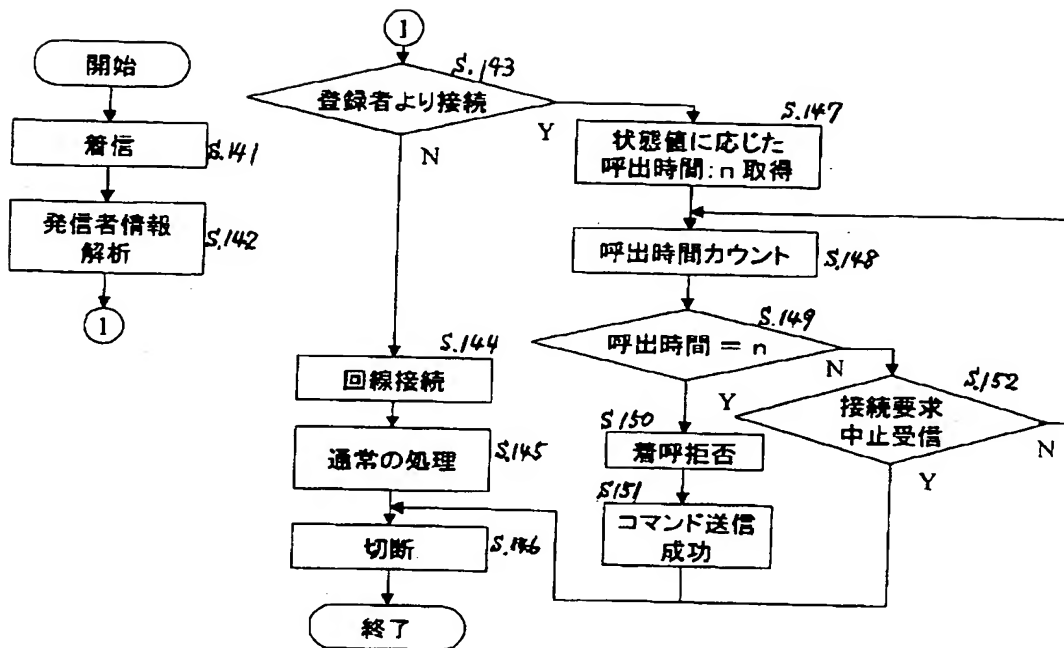 開始
着信
S.141
発信者情報
解析
S.142
1
1
登録者より接続
S.143
Y
N
状態値に応じた
呼出時間:n 取得
S.147
呼出時間カウント
S.148
呼出時間 = n
S.149
N
Y
接続要求
中止受信
S.152
N
Y
回線接続
S.144
通常の処理
S.145
着呼拒否
S150
コマンド送信
成功
S151
切断
S.146
終了